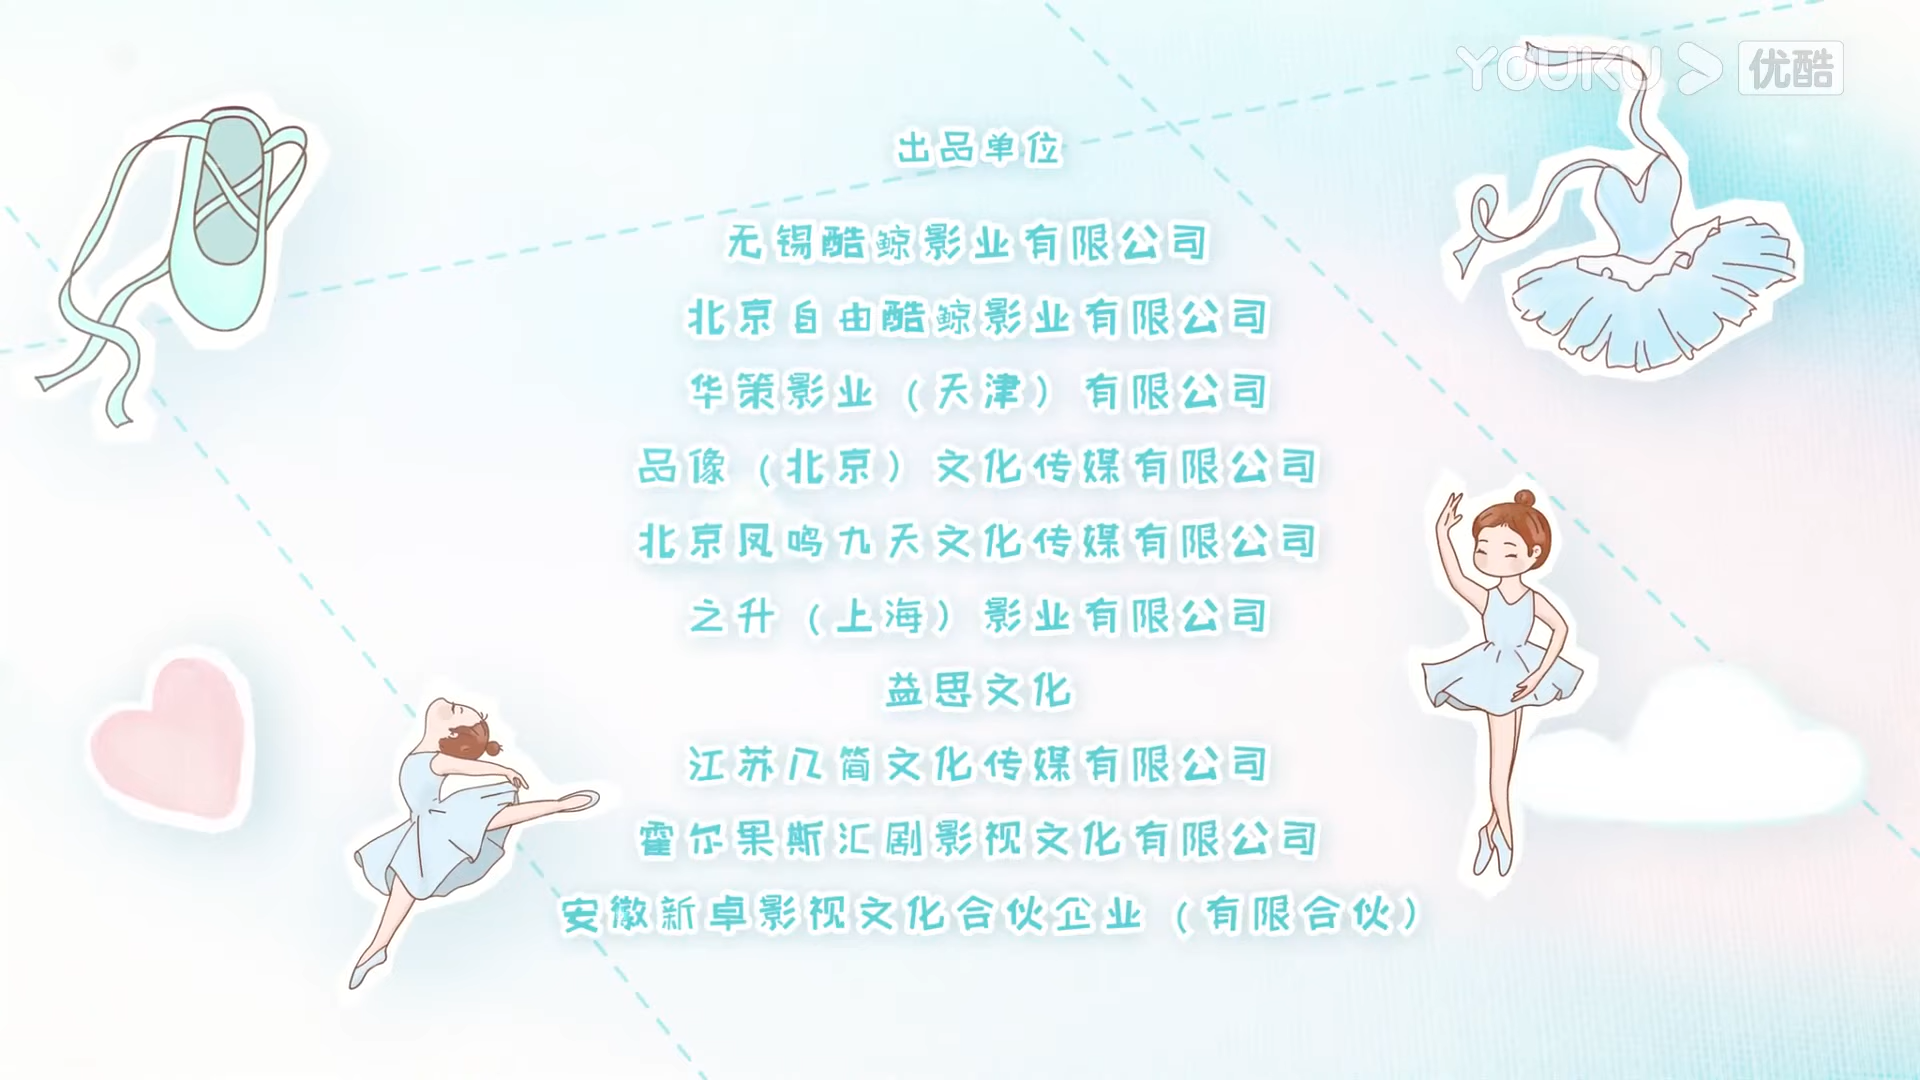 YOUKU 优酷
出品单位
无锡酷鲸影业有限公司
北京自由酷鲸影业有限公司
华策影业（天津）有限公司
品像（北京）文化传媒有限公司
北京凤鸣九天文化传媒有限公司
之升（上海）影业有限公司
益思文化
江苏八简文化传媒有限公司
霍尔果斯汇剧影视文化有限公司
安徽新卓影视文化合伙企业（有限合伙）